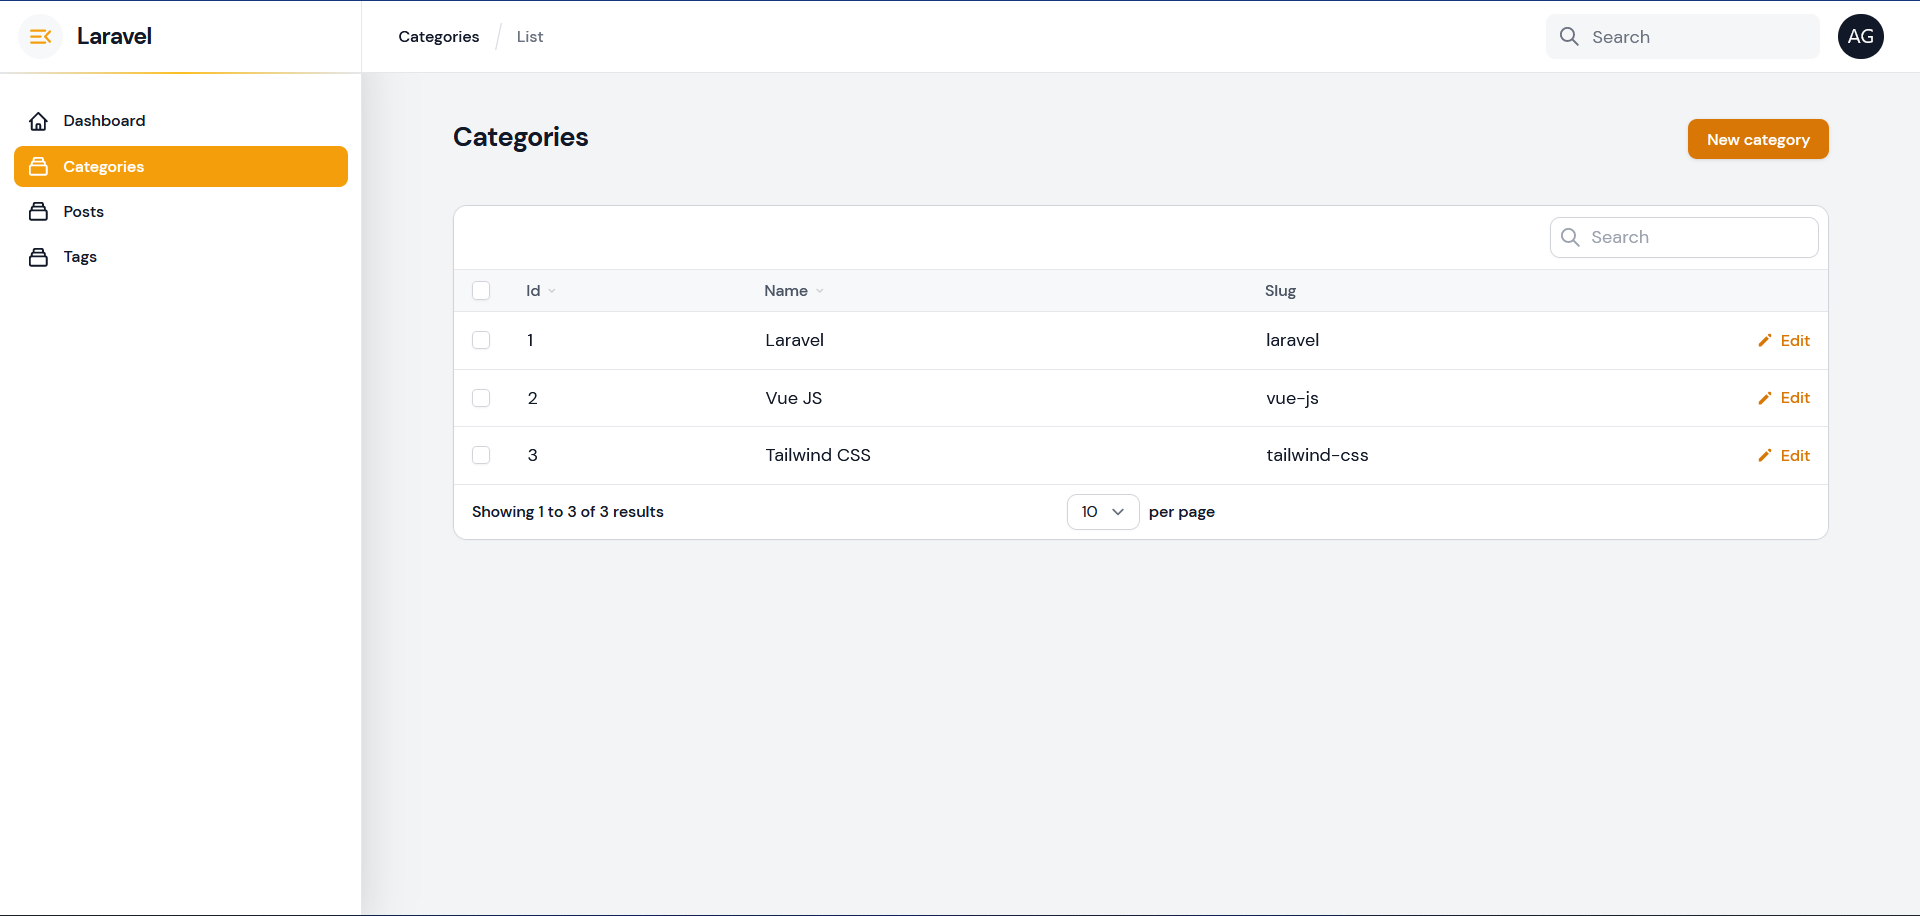 Laravel
Categories List
Search
AG
Dashboard
Categories
Posts
Tags
Categories
New category
Search
Id Name Slug
1 Laravel laravel Edit
2 Vue JS vue-js Edit
3 Tailwind CSS tailwind-css Edit
Showing 1 to 3 of 3 results 10 per page